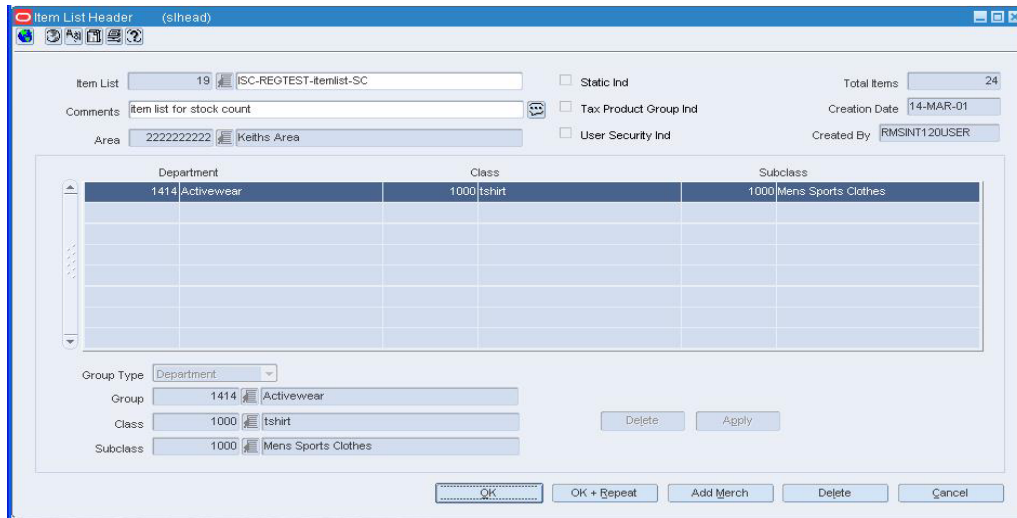 Item List Header (slhead)
Item List 19 ISC-REGTEST-itemlist-SC Static Ind Total Items 24
Comments item list for stock count Tax Product Group Ind Creation Date 14-MAR-01
Area 2222222222 Keiths Area User Security Ind Created By RMSINT120USER
Department Class Subclass
1414 Activewear 1000 tshirt 1000 Mens Sports Clothes
Group Type Department
Group 1414 Activewear
Class 1000 tshirt Delete Apply
Subclass 1000 Mens Sports Clothes
OK OK + Repeat Add Merch Delete Cancel